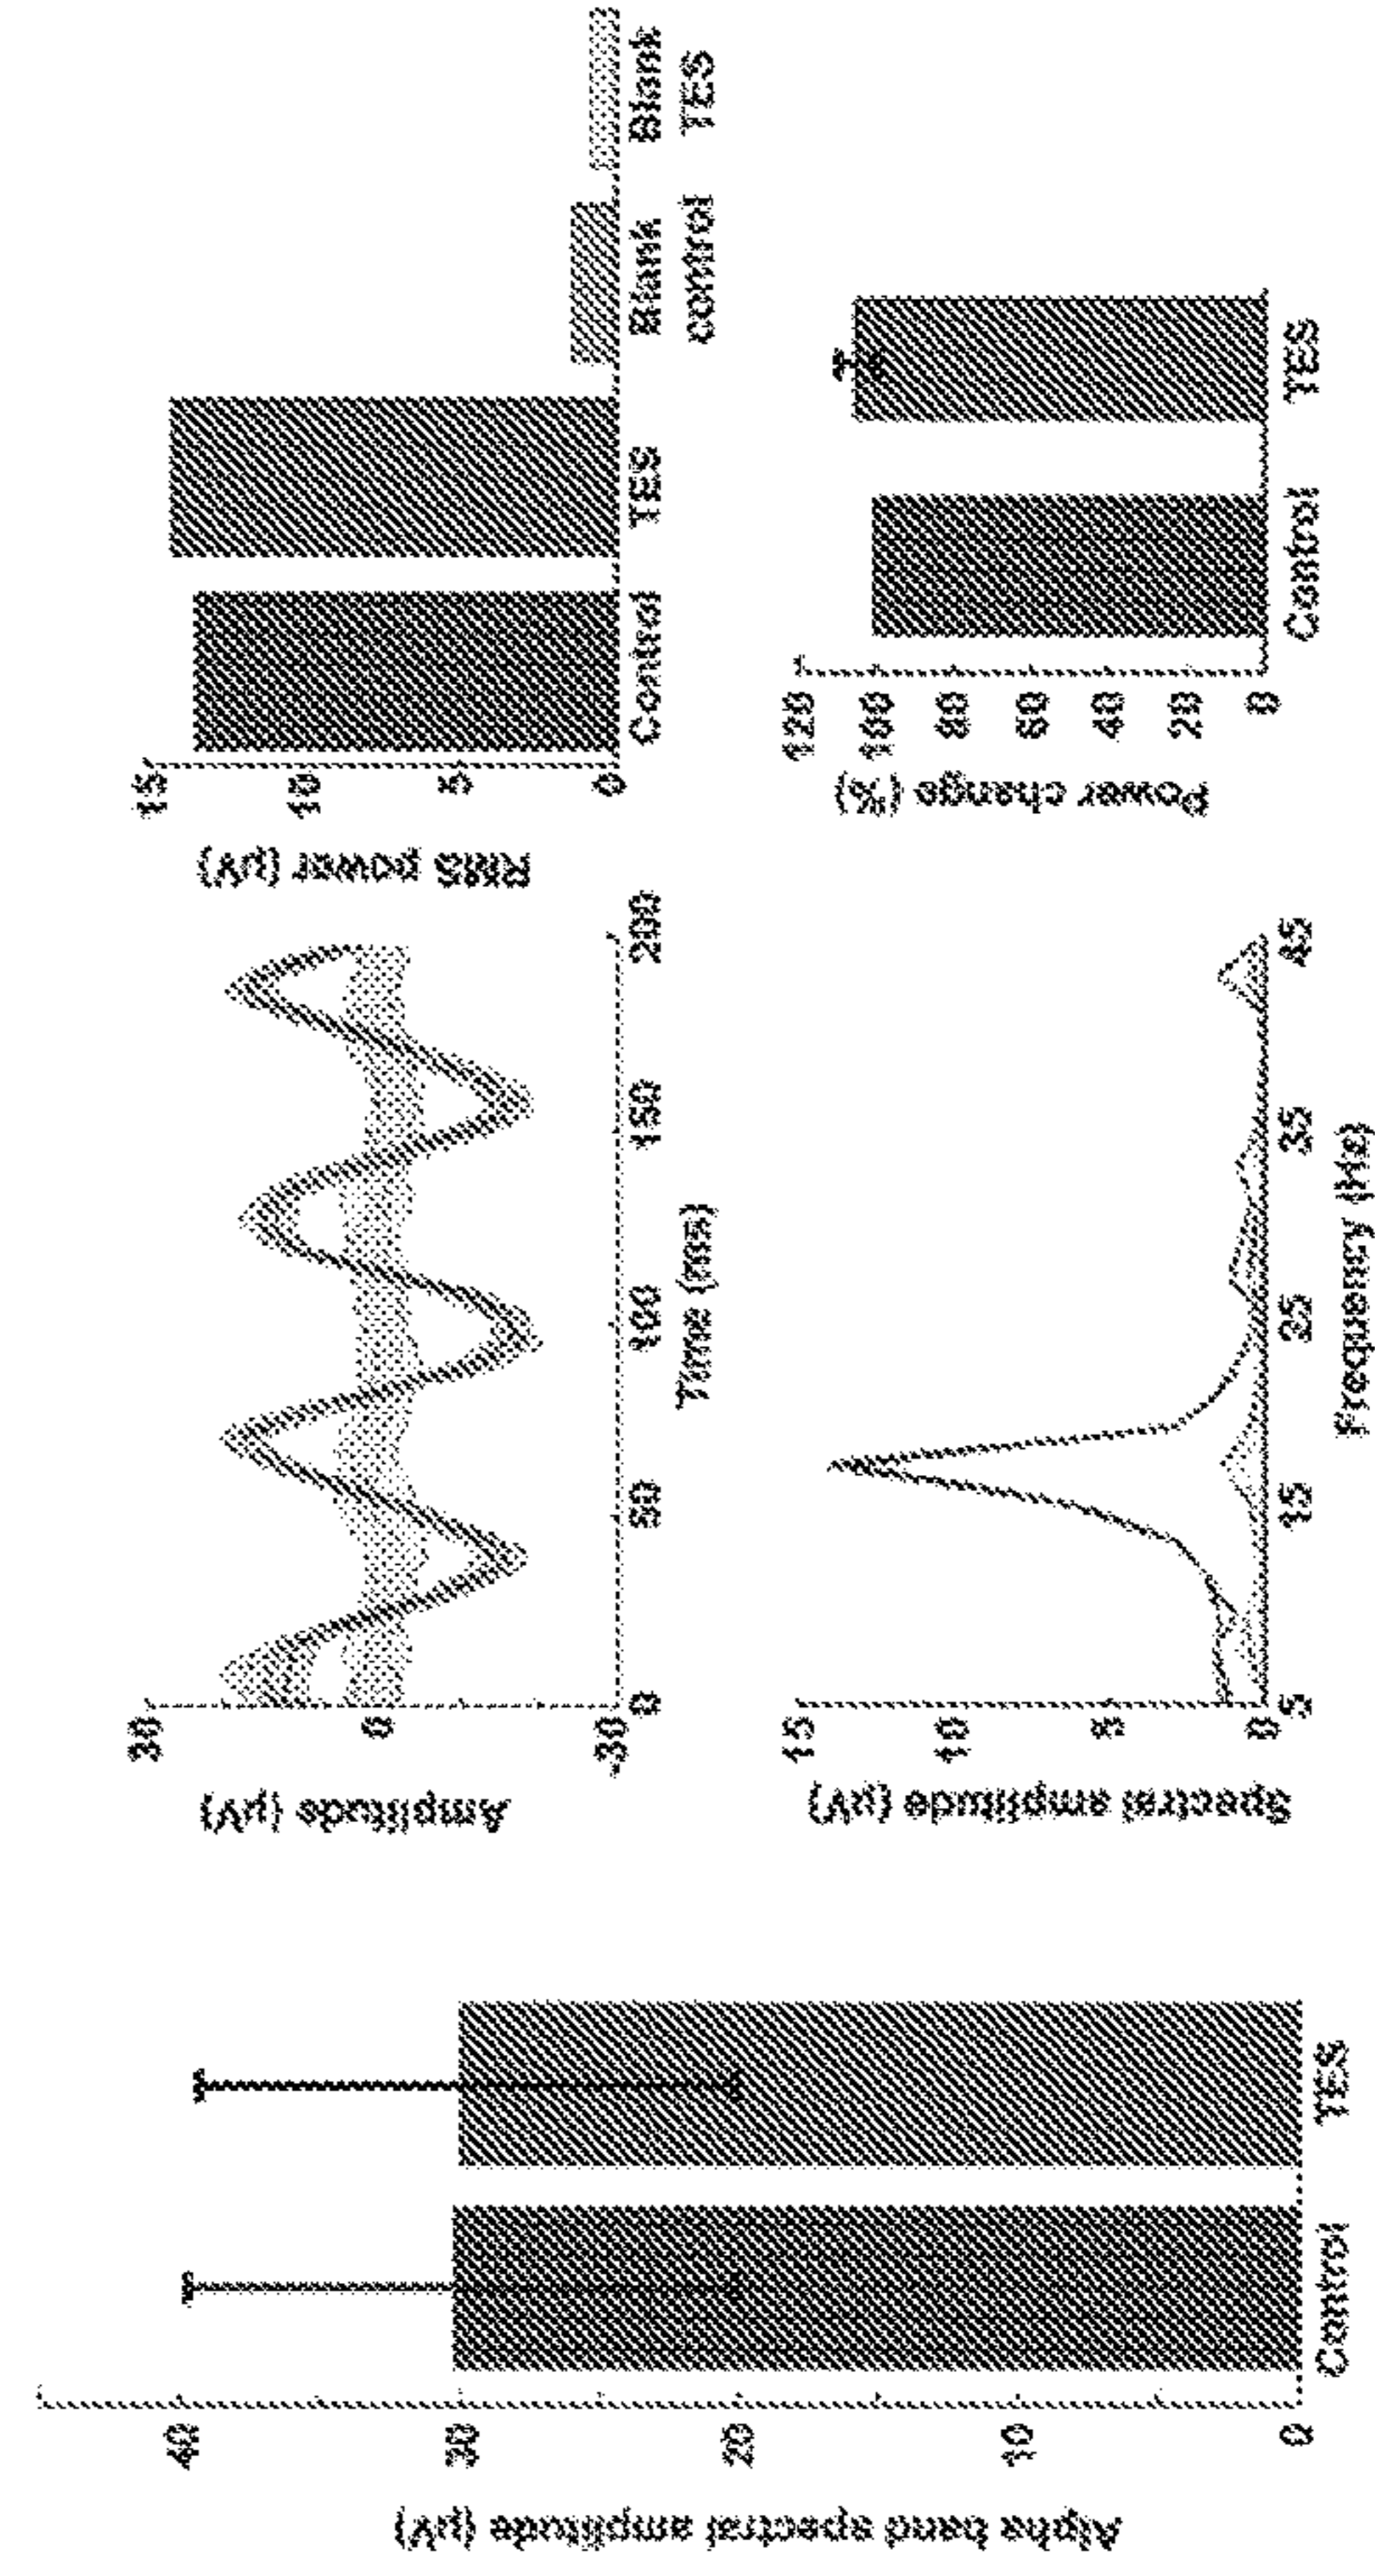 Alpha band spectral amplitude (µV)
40
30
20
10
0
Control
TES
Amplitude (µV)
30
0
-30
0
50
100
150
200
Time (ms)
RMS power (µV)
15
10
5
0
Control
TES
Blank
control
Blank
TES
Spectral amplitude (µV)
15
10
5
0
5
15
25
35
45
Frequency (Hz)
Power change (%)
120
100
80
60
40
20
0
Control
TES